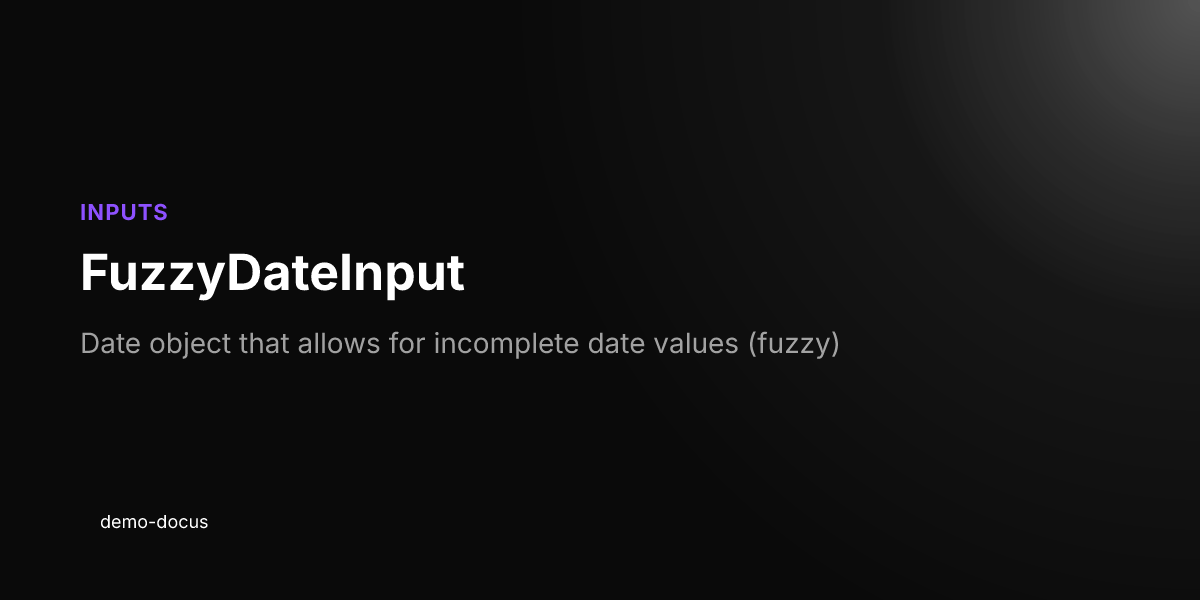 INPUTS
FuzzyDateInput
Date object that allows for incomplete date values (fuzzy)
demo-docus